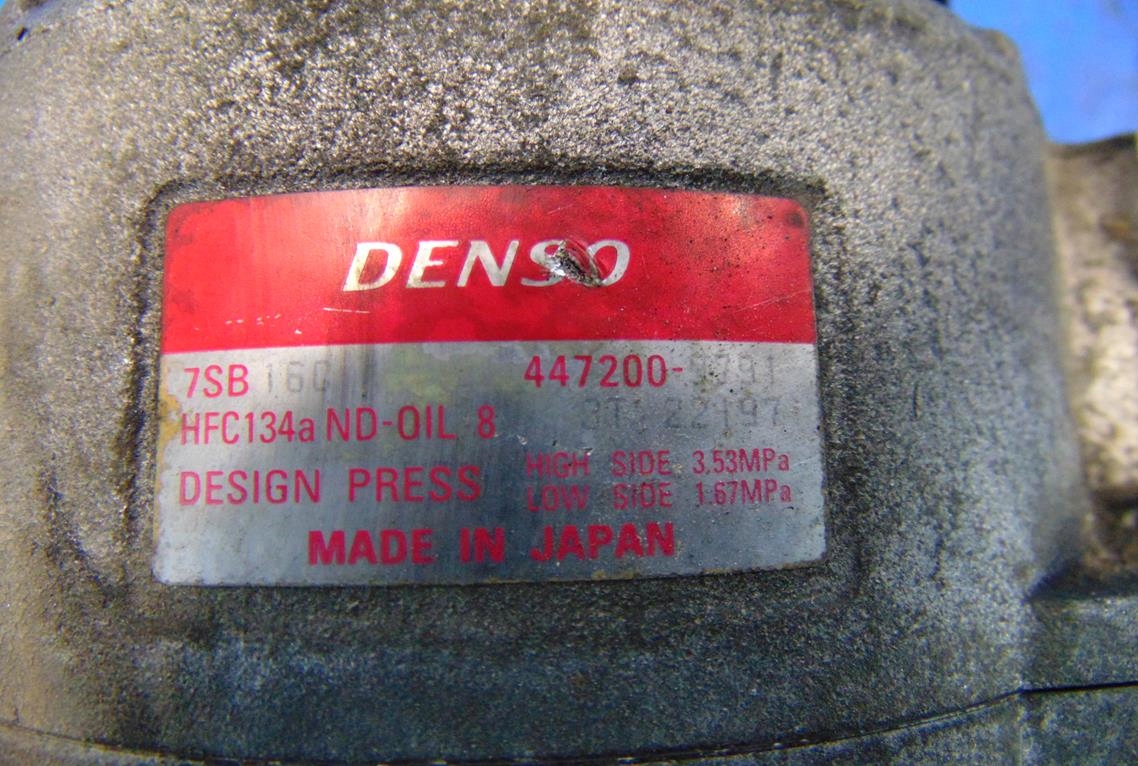 DENSO
7SB16C 447200-
HFC134a ND-OIL 8
DESIGN PRESS HIGH SIDE 3.53MPa
LOW SIDE 1.67MPa
MADE IN JAPAN